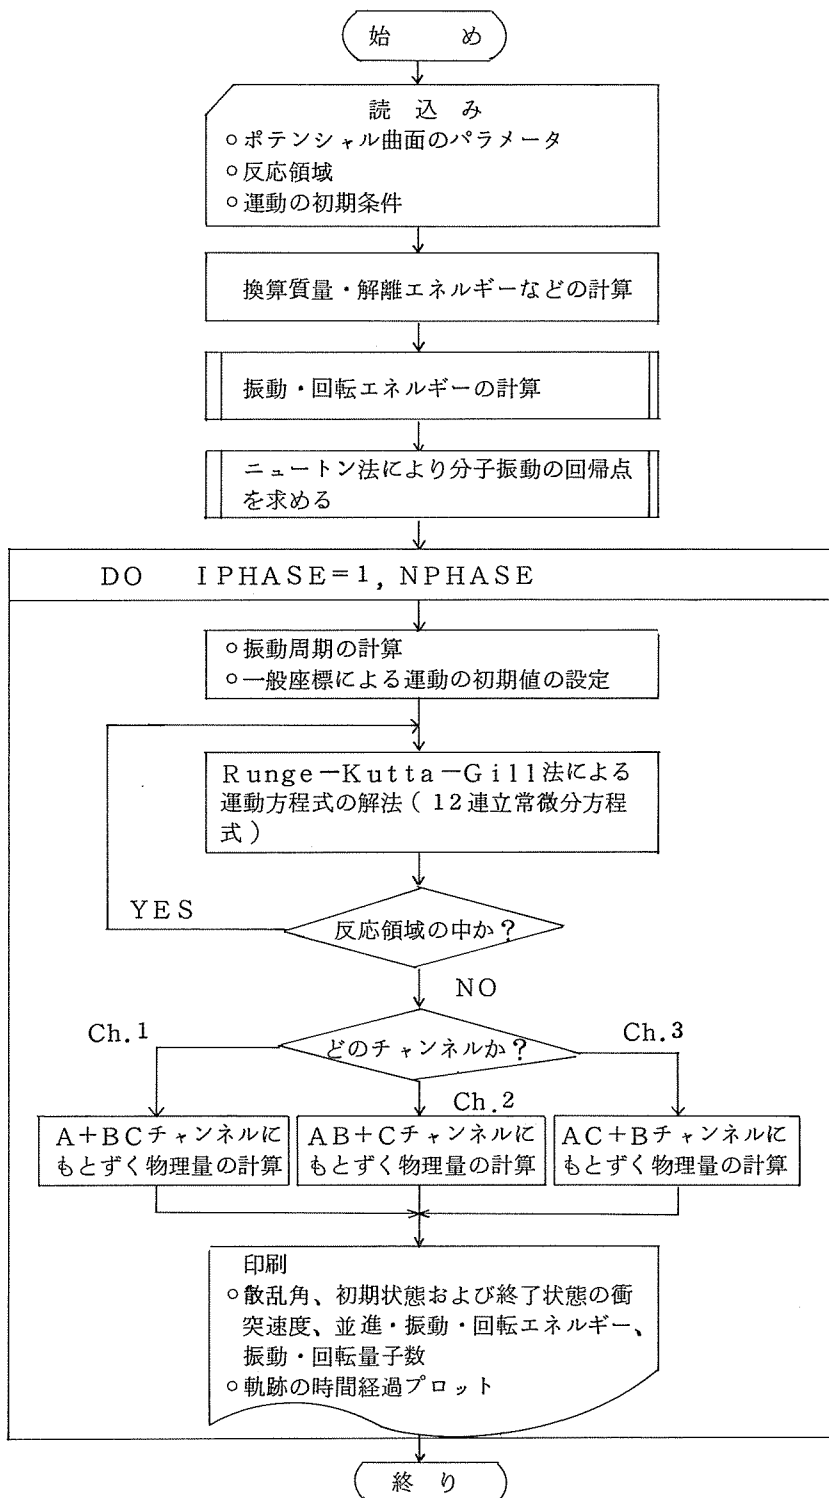 始　め
読込み
○ポテンシャル曲面のパラメータ
○反応領域
○運動の初期条件
換算質量・解離エネルギーなどの計算
振動・回転エネルギーの計算
ニュートン法により分子振動の回帰点
を求める
DO IPHASE=1, NPHASE
○振動周期の計算
○一般座標による運動の初期値の設定
Runge-Kutta-Gill法による
運動方程式の解法(12連立常微分方程
式)
YES
反応領域の中か?
NO
Ch.1
どのチャンネルか?
Ch.3
Ch.2
A+BCチャンネルに
もとずく物理量の計算
AB+Cチャンネルに
もとずく物理量の計算
AC+Bチャンネルに
もとずく物理量の計算
印刷
○散乱角、初期状態および終了状態の衝
突速度、並進・振動・回転エネルギー、
振動・回転量子数
○軌跡の時間経過プロット
終り